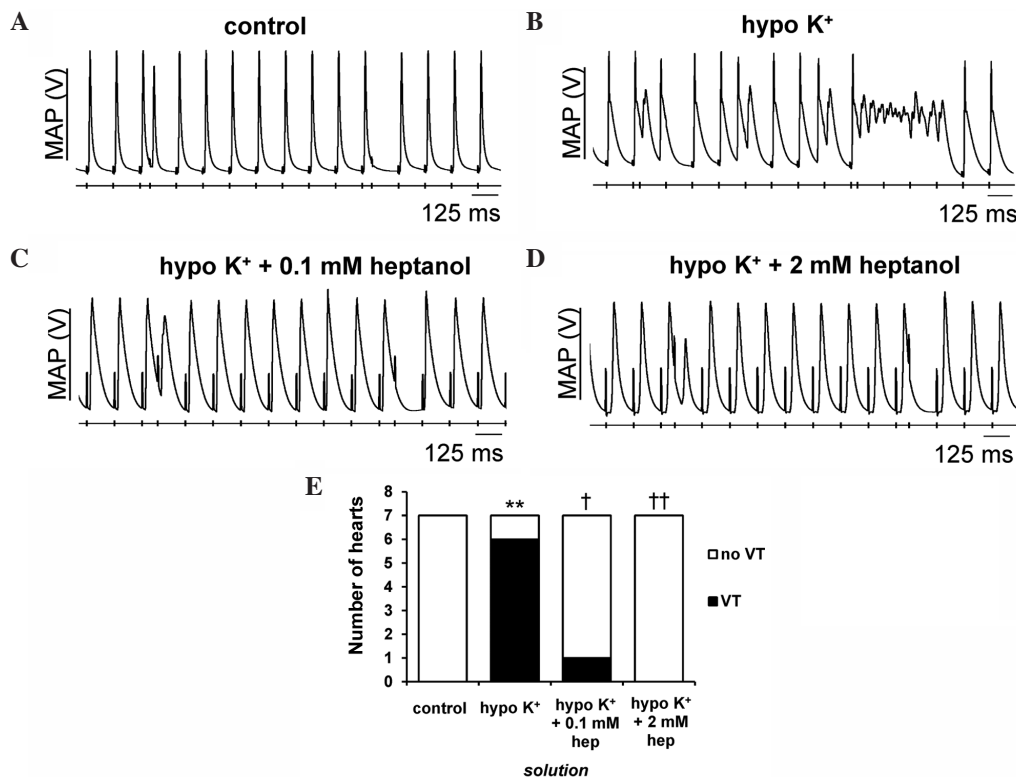 A
control
MAP (V)
125 ms
B
hypo K⁺
MAP (V)
125 ms
C
hypo K⁺ + 0.1 mM heptanol
MAP (V)
125 ms
D
hypo K⁺ + 2 mM heptanol
MAP (V)
125 ms
E
Number of hearts
8
7
6
5
4
3
2
1
0
**
†
††
no VT
VT
control
hypo K⁺
hypo K⁺
+ 0.1 mM
hep
hypo K⁺
+ 2 mM
hep
solution